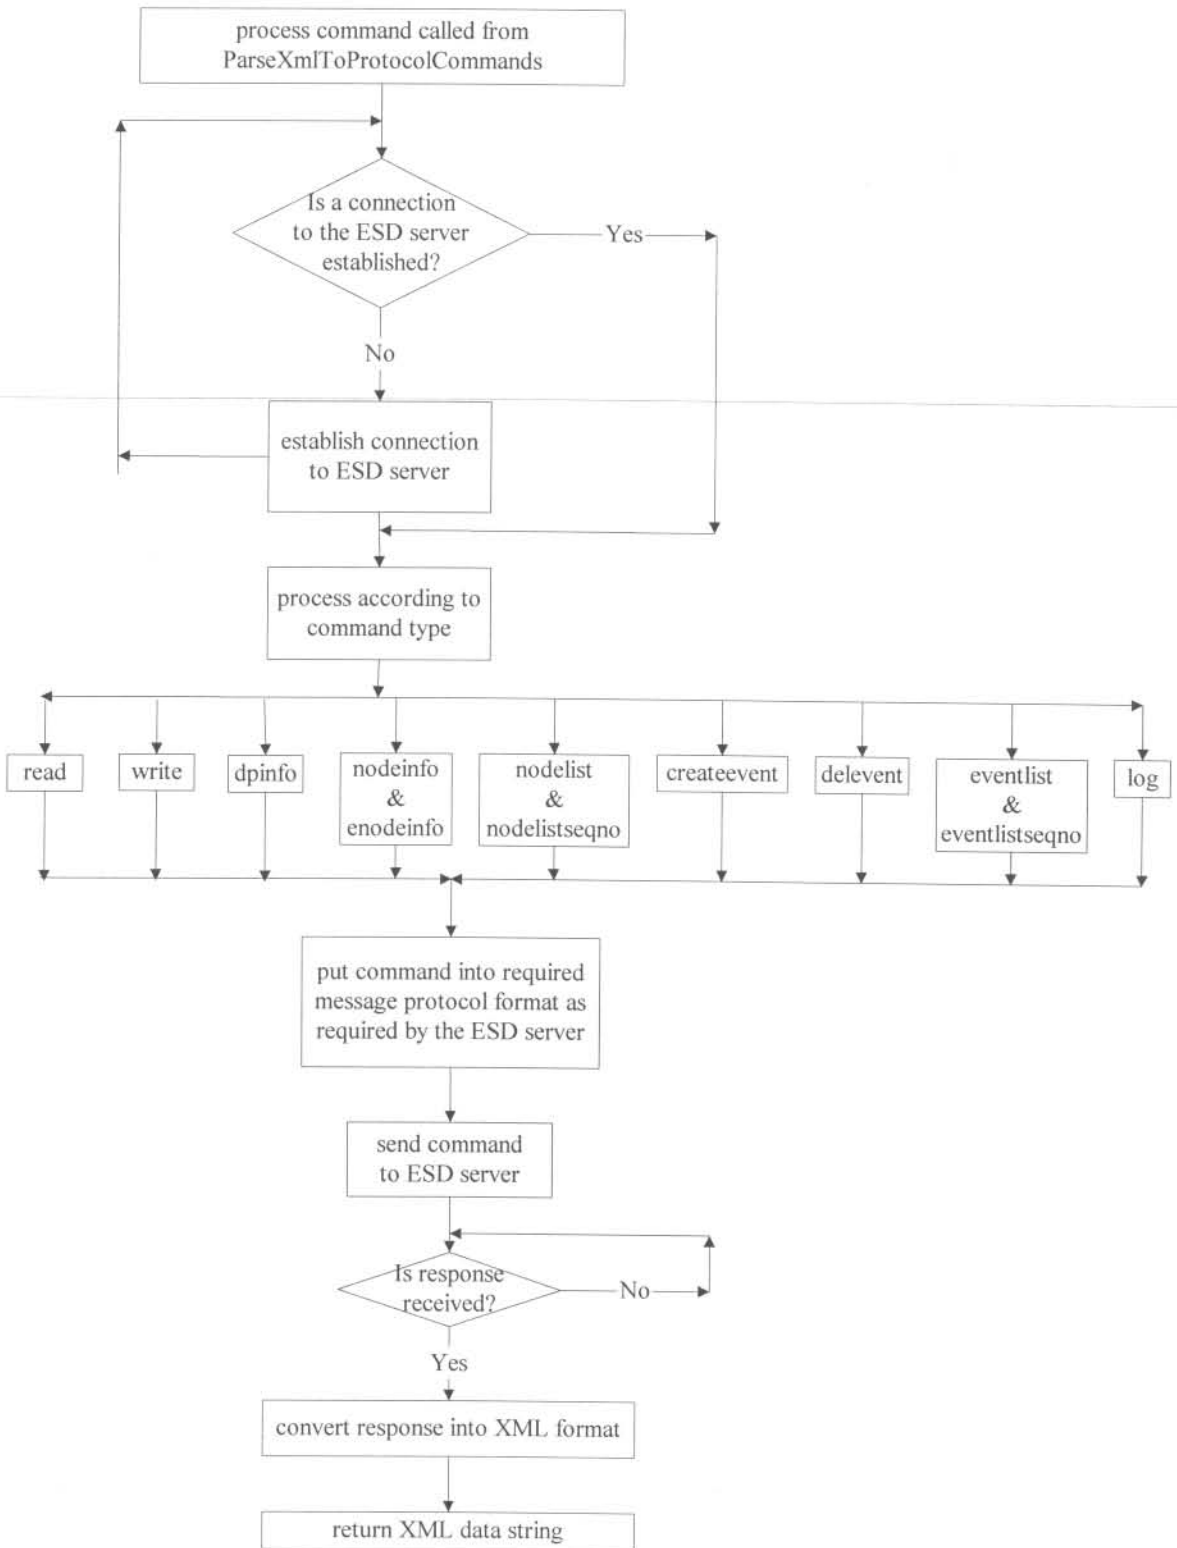 process command called from
ParseXmlToProtocolCommands
Is a connection
to the ESD server
established?
Yes
No
establish connection
to ESD server
process according to
command type
read
write
dpinfo
nodeinfo
&
enodeinfo
nodelist
&
nodelistseqno
createevent
delevent
eventlist
&
eventlistseqno
log
put command into required
message protocol format as
required by the ESD server
send command
to ESD server
Is response
received?
No
Yes
convert response into XML format
return XML data string